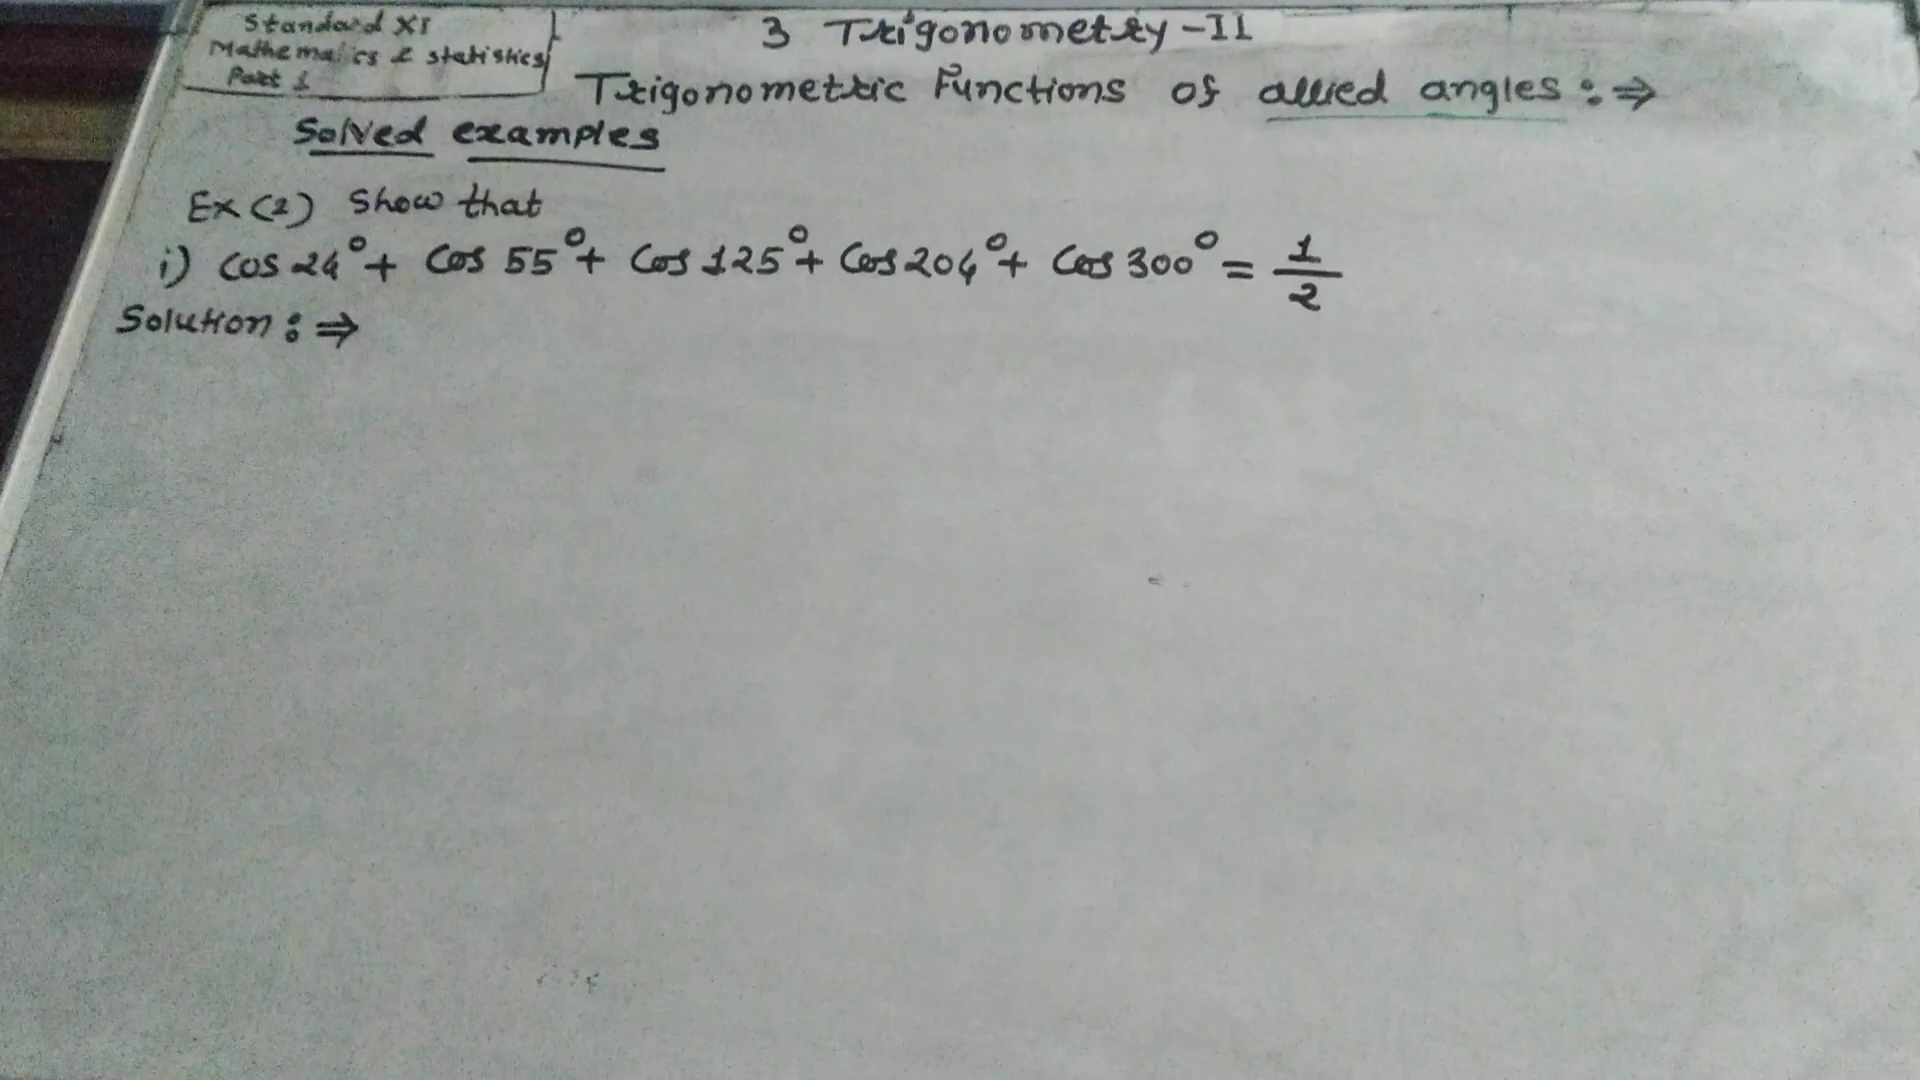 Standard XI
Mathematics & statistics
Part 1
3 Trigonometry-II
Trigonometric Functions of allied angles :⇒
Solved examples
Ex (2) Show that
i) cos 24° + cos 55° + cos 125° + cos 204° + cos 300° = 1/2
Solution :⇒